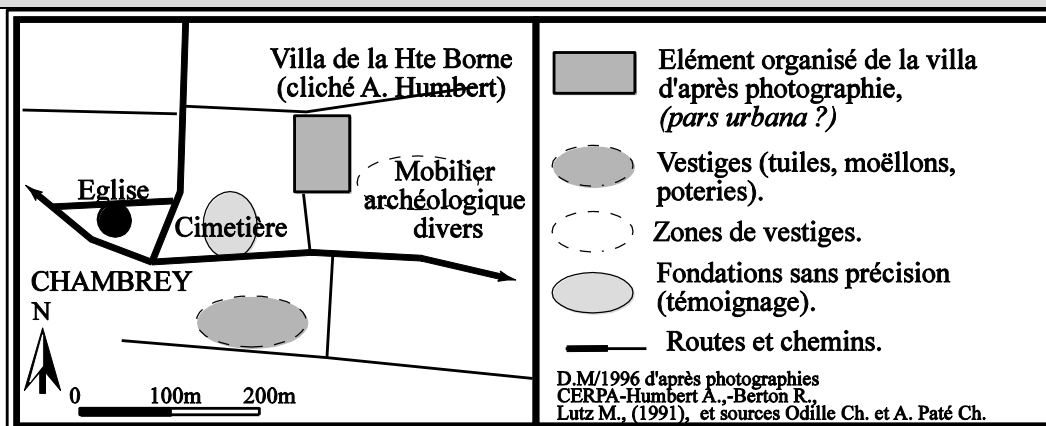 Villa de la Hte Borne
(cliché A. Humbert)
Eglise
Cimetière
Mobilier
archéologique
divers
CHAMBREY
N
0 100m 200m
Elément organisé de la villa
d'après photographie,
(pars urbana ?)
Vestiges (tuiles, moëllons,
poteries).
Zones de vestiges.
Fondations sans précision
(témoignage).
Routes et chemins.
D.M/1996 d'après photographies
CERPA-Humbert A.,-Berton R.,
Lutz M., (1991), et sources Odille Ch. et A. Paté Ch.